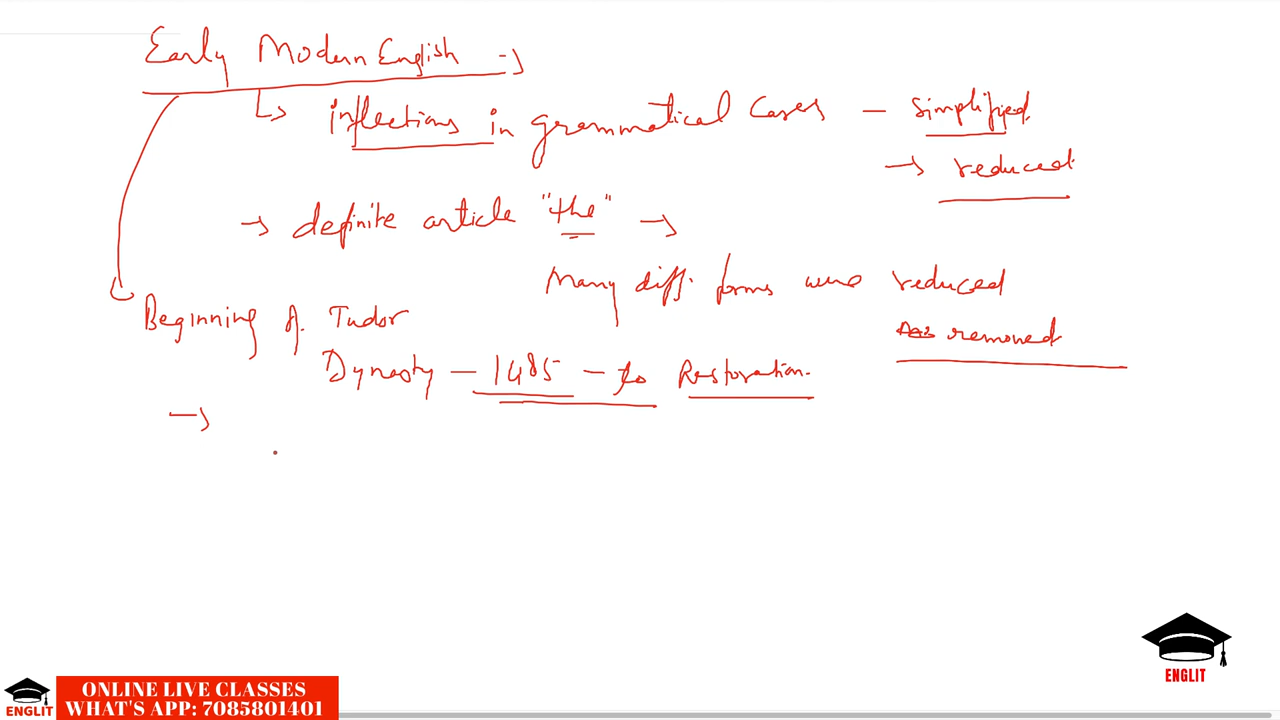 Early Modern English →
↳ inflections in grammatical cases – simplified
→ reduced
→ definite article "the" →
Many diff. forms were reduced
removed
Beginning of Tudor
Dynasty – 1485 – to Restoration.
→
ENGLIT
ENGLIT
ONLINE LIVE CLASSES
WHAT'S APP: 7085801401